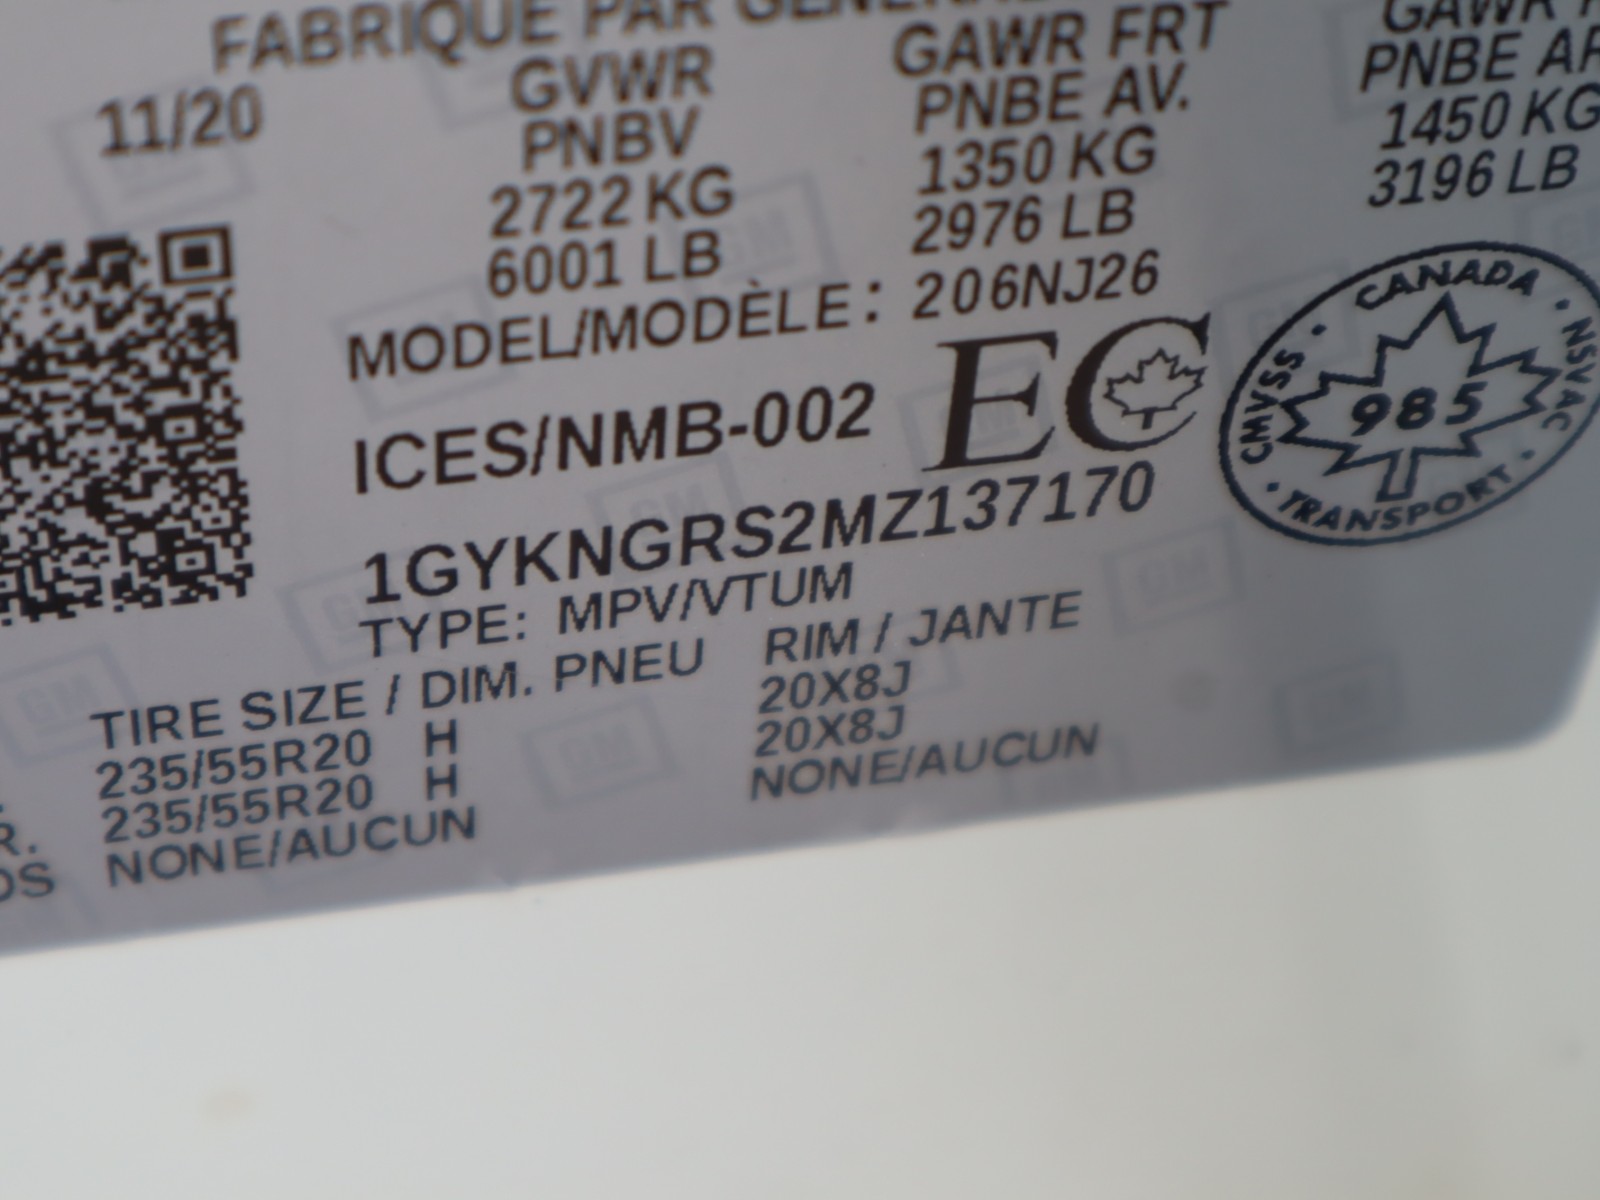 FABRIQUÉ PAR GENERAL
11/20
GVWR
PNBV
2722 KG
6001 LB
GAWR FRT
PNBE AV.
1350 KG
2976 LB
GAWR
PNBE AR
1450 KG
3196 LB
MODEL/MODÈLE: 206NJ26
ICES/NMB-002 EC
CANADA
CMVSS
NSVAC
985
TRANSPORT
1GYKNGRS2MZ137170
TYPE: MPV/VTUM
TIRE SIZE / DIM. PNEU RIM / JANTE
235/55R20 H 20X8J
R. 235/55R20 H 20X8J
OS NONE/AUCUN NONE/AUCUN